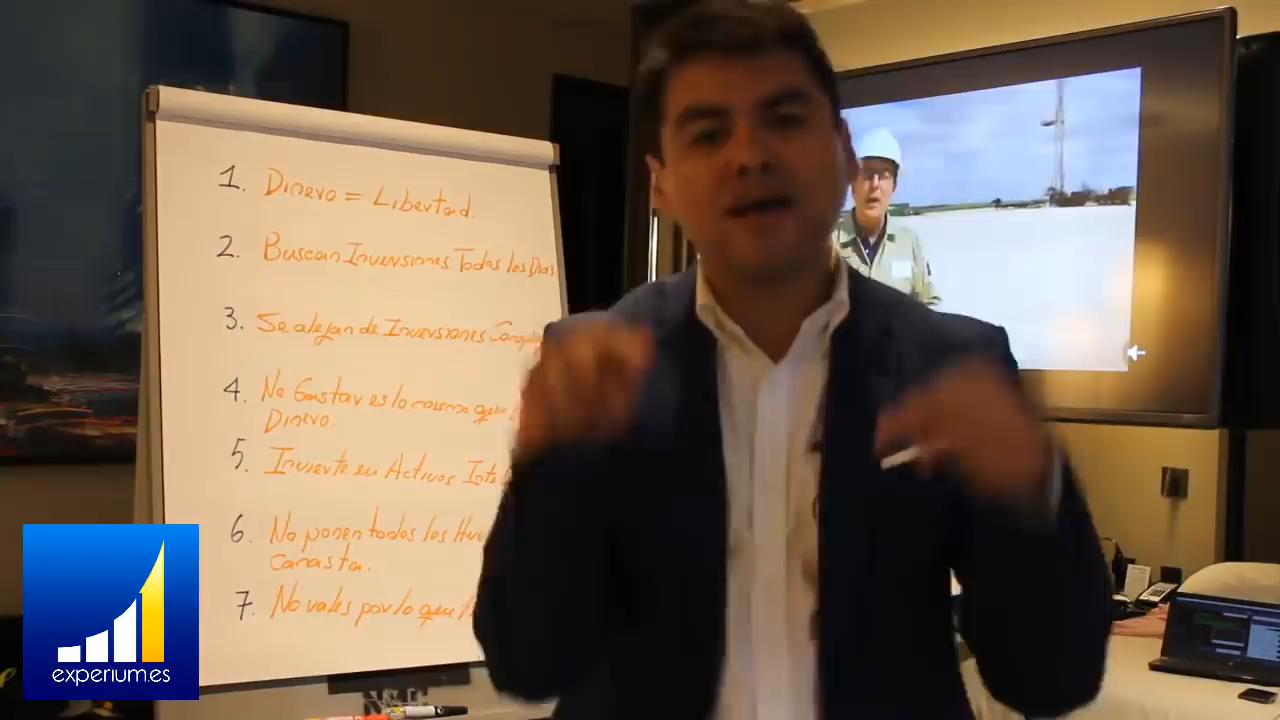 1. Dinero = Libertad.
2. Buscan Inversiones Todos los Dias
3. Se alejan de Inversiones
4. No Gastar es lo mismo que
Dinero.
5. Invierte en Activos Inte
6. No ponen todos los Hue
canasta.
7. No vales por lo que
experium.es